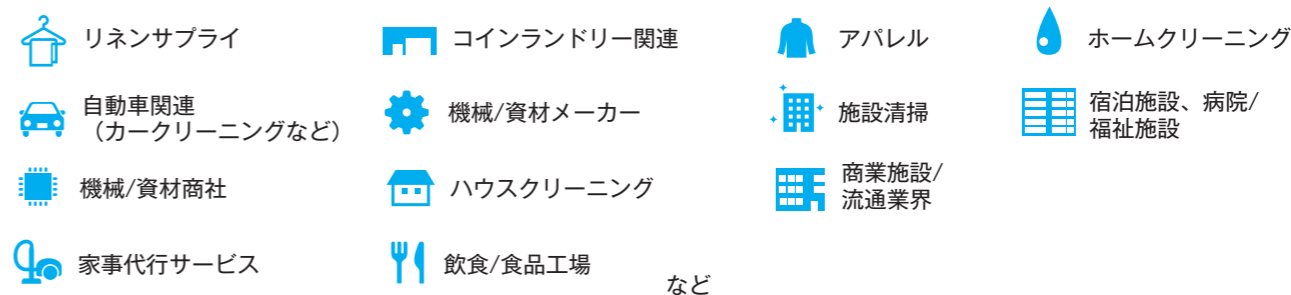 リネンサプライ
コインランドリー関連
アパレル
ホームクリーニング
自動車関連
（カークリーニングなど）
機械/資材メーカー
施設清掃
宿泊施設、病院/
福祉施設
機械/資材商社
ハウスクリーニング
商業施設/
流通業界
家事代行サービス
飲食/食品工場
など